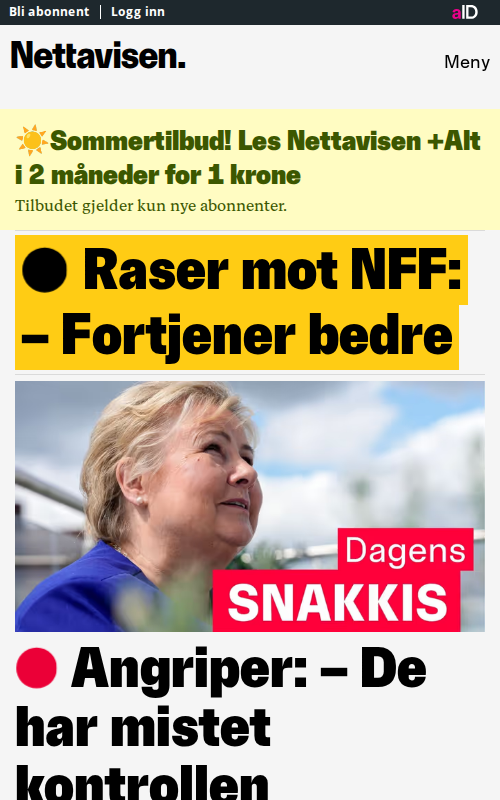 Bli abonnent | Logg inn
aID
Nettavisen.
Meny
☀️Sommertilbud! Les Nettavisen +Alt
i 2 måneder for 1 krone
Tilbudet gjelder kun nye abonnenter.
Raser mot NFF:
– Fortjener bedre
Dagens
SNAKKIS
Angriper: – De
har mistet
kontrollen